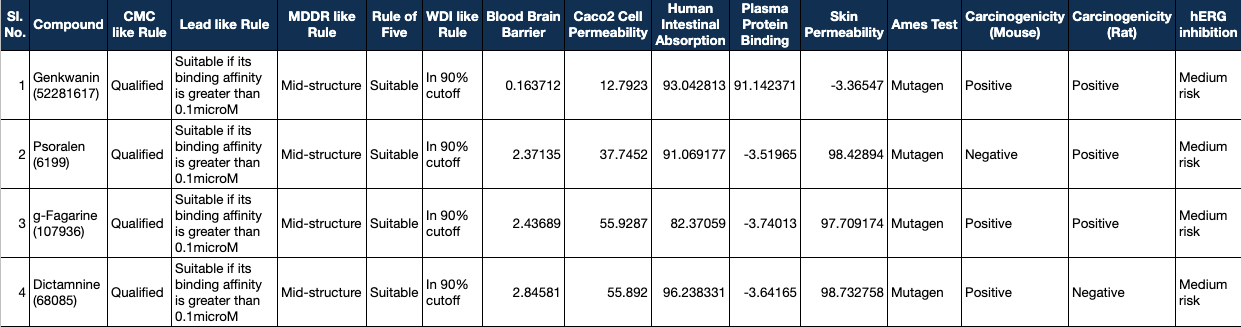 Sl. No. | Compound | CMC like Rule | Lead like Rule | MDDR like Rule | Rule of Five | WDI like Rule | Blood Brain Barrier | Caco2 Cell Permeability | Human Intestinal Absorption | Plasma Protein Binding | Skin Permeability | Ames Test | Carcinogenicity (Mouse) | Carcinogenicity (Rat) | hERG inhibition
1 | Genkwanin (52281617) | Qualified | Suitable if its binding affinity is greater than 0.1microM | Mid-structure | Suitable | In 90% cutoff | 0.163712 | 12.7923 | 93.042813 | 91.142371 | -3.36547 | Mutagen | Positive | Positive | Medium risk
2 | Psoralen (6199) | Qualified | Suitable if its binding affinity is greater than 0.1microM | Mid-structure | Suitable | In 90% cutoff | 2.37135 | 37.7452 | 91.069177 | -3.51965 | 98.42894 | Mutagen | Negative | Positive | Medium risk
3 | g-Fagarine (107936) | Qualified | Suitable if its binding affinity is greater than 0.1microM | Mid-structure | Suitable | In 90% cutoff | 2.43689 | 55.9287 | 82.37059 | -3.74013 | 97.709174 | Mutagen | Positive | Positive | Medium risk
4 | Dictamnine (68085) | Qualified | Suitable if its binding affinity is greater than 0.1microM | Mid-structure | Suitable | In 90% cutoff | 2.84581 | 55.892 | 96.238331 | -3.64165 | 98.732758 | Mutagen | Positive | Negative | Medium risk